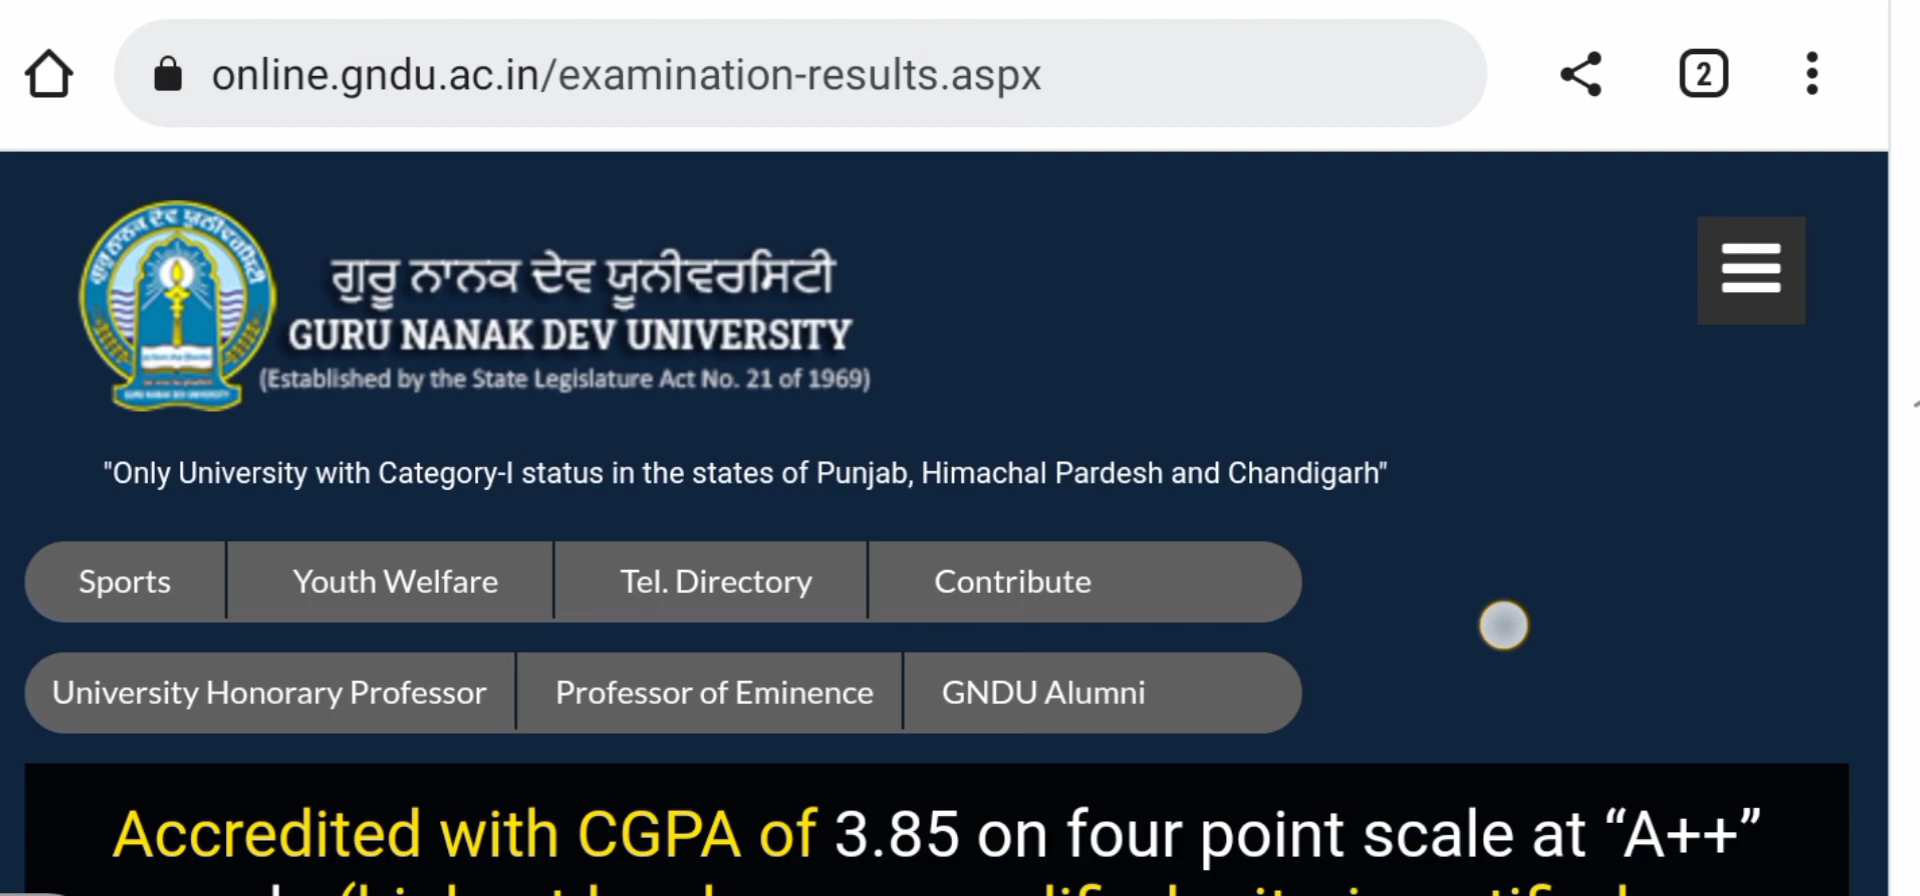 online.gndu.ac.in/examination-results.aspx
2
ਗੁਰੂ ਨਾਨਕ ਦੇਵ ਯੂਨੀਵਰਸਿਟੀ
ਗੁਰੂ ਨਾਨਕ ਦੇਵ ਯੂਨੀਵਰਸਿਟੀ
GURU NANAK DEV UNIVERSITY
(Established by the State Legislature Act No. 21 of 1969)
"Only University with Category-I status in the states of Punjab, Himachal Pardesh and Chandigarh"
Sports Youth Welfare Tel. Directory Contribute
University Honorary Professor Professor of Eminence GNDU Alumni
Accredited with CGPA of 3.85 on four point scale at “A++”